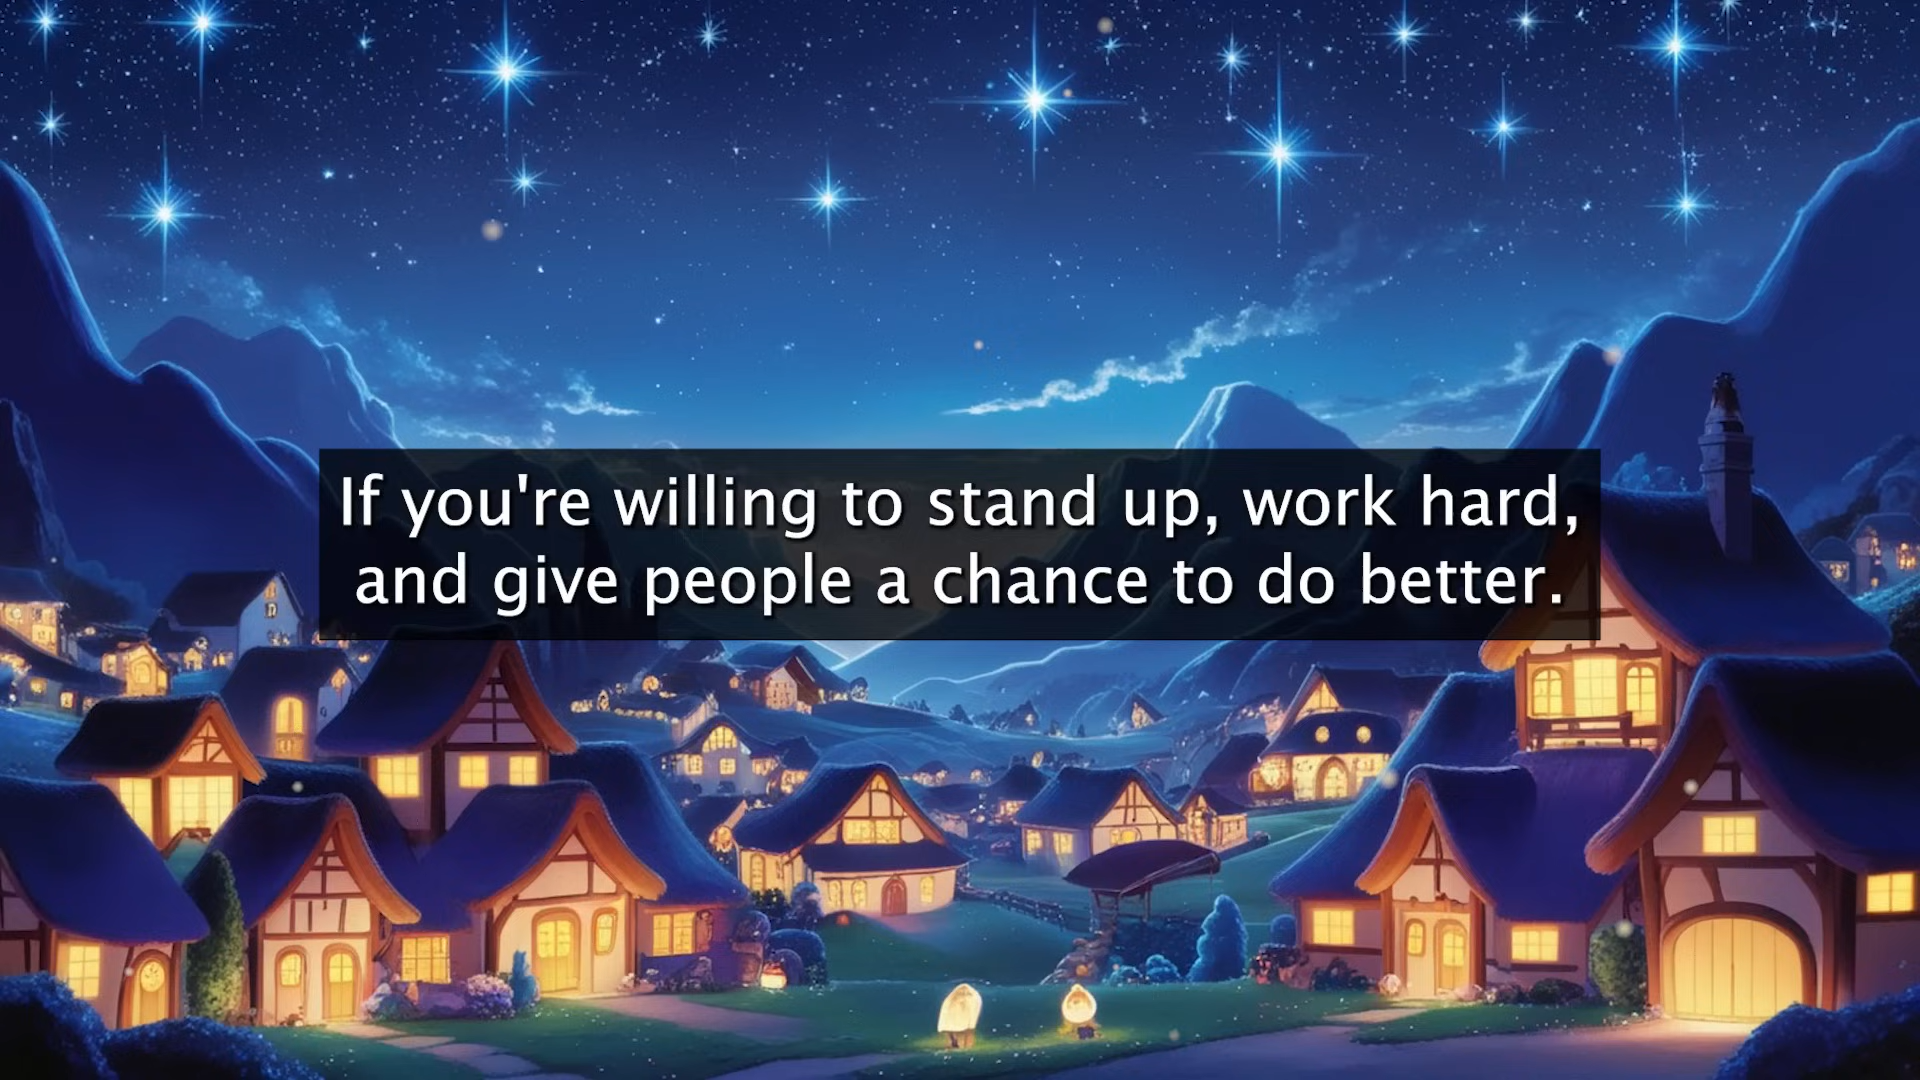 If you're willing to stand up, work hard,
and give people a chance to do better.